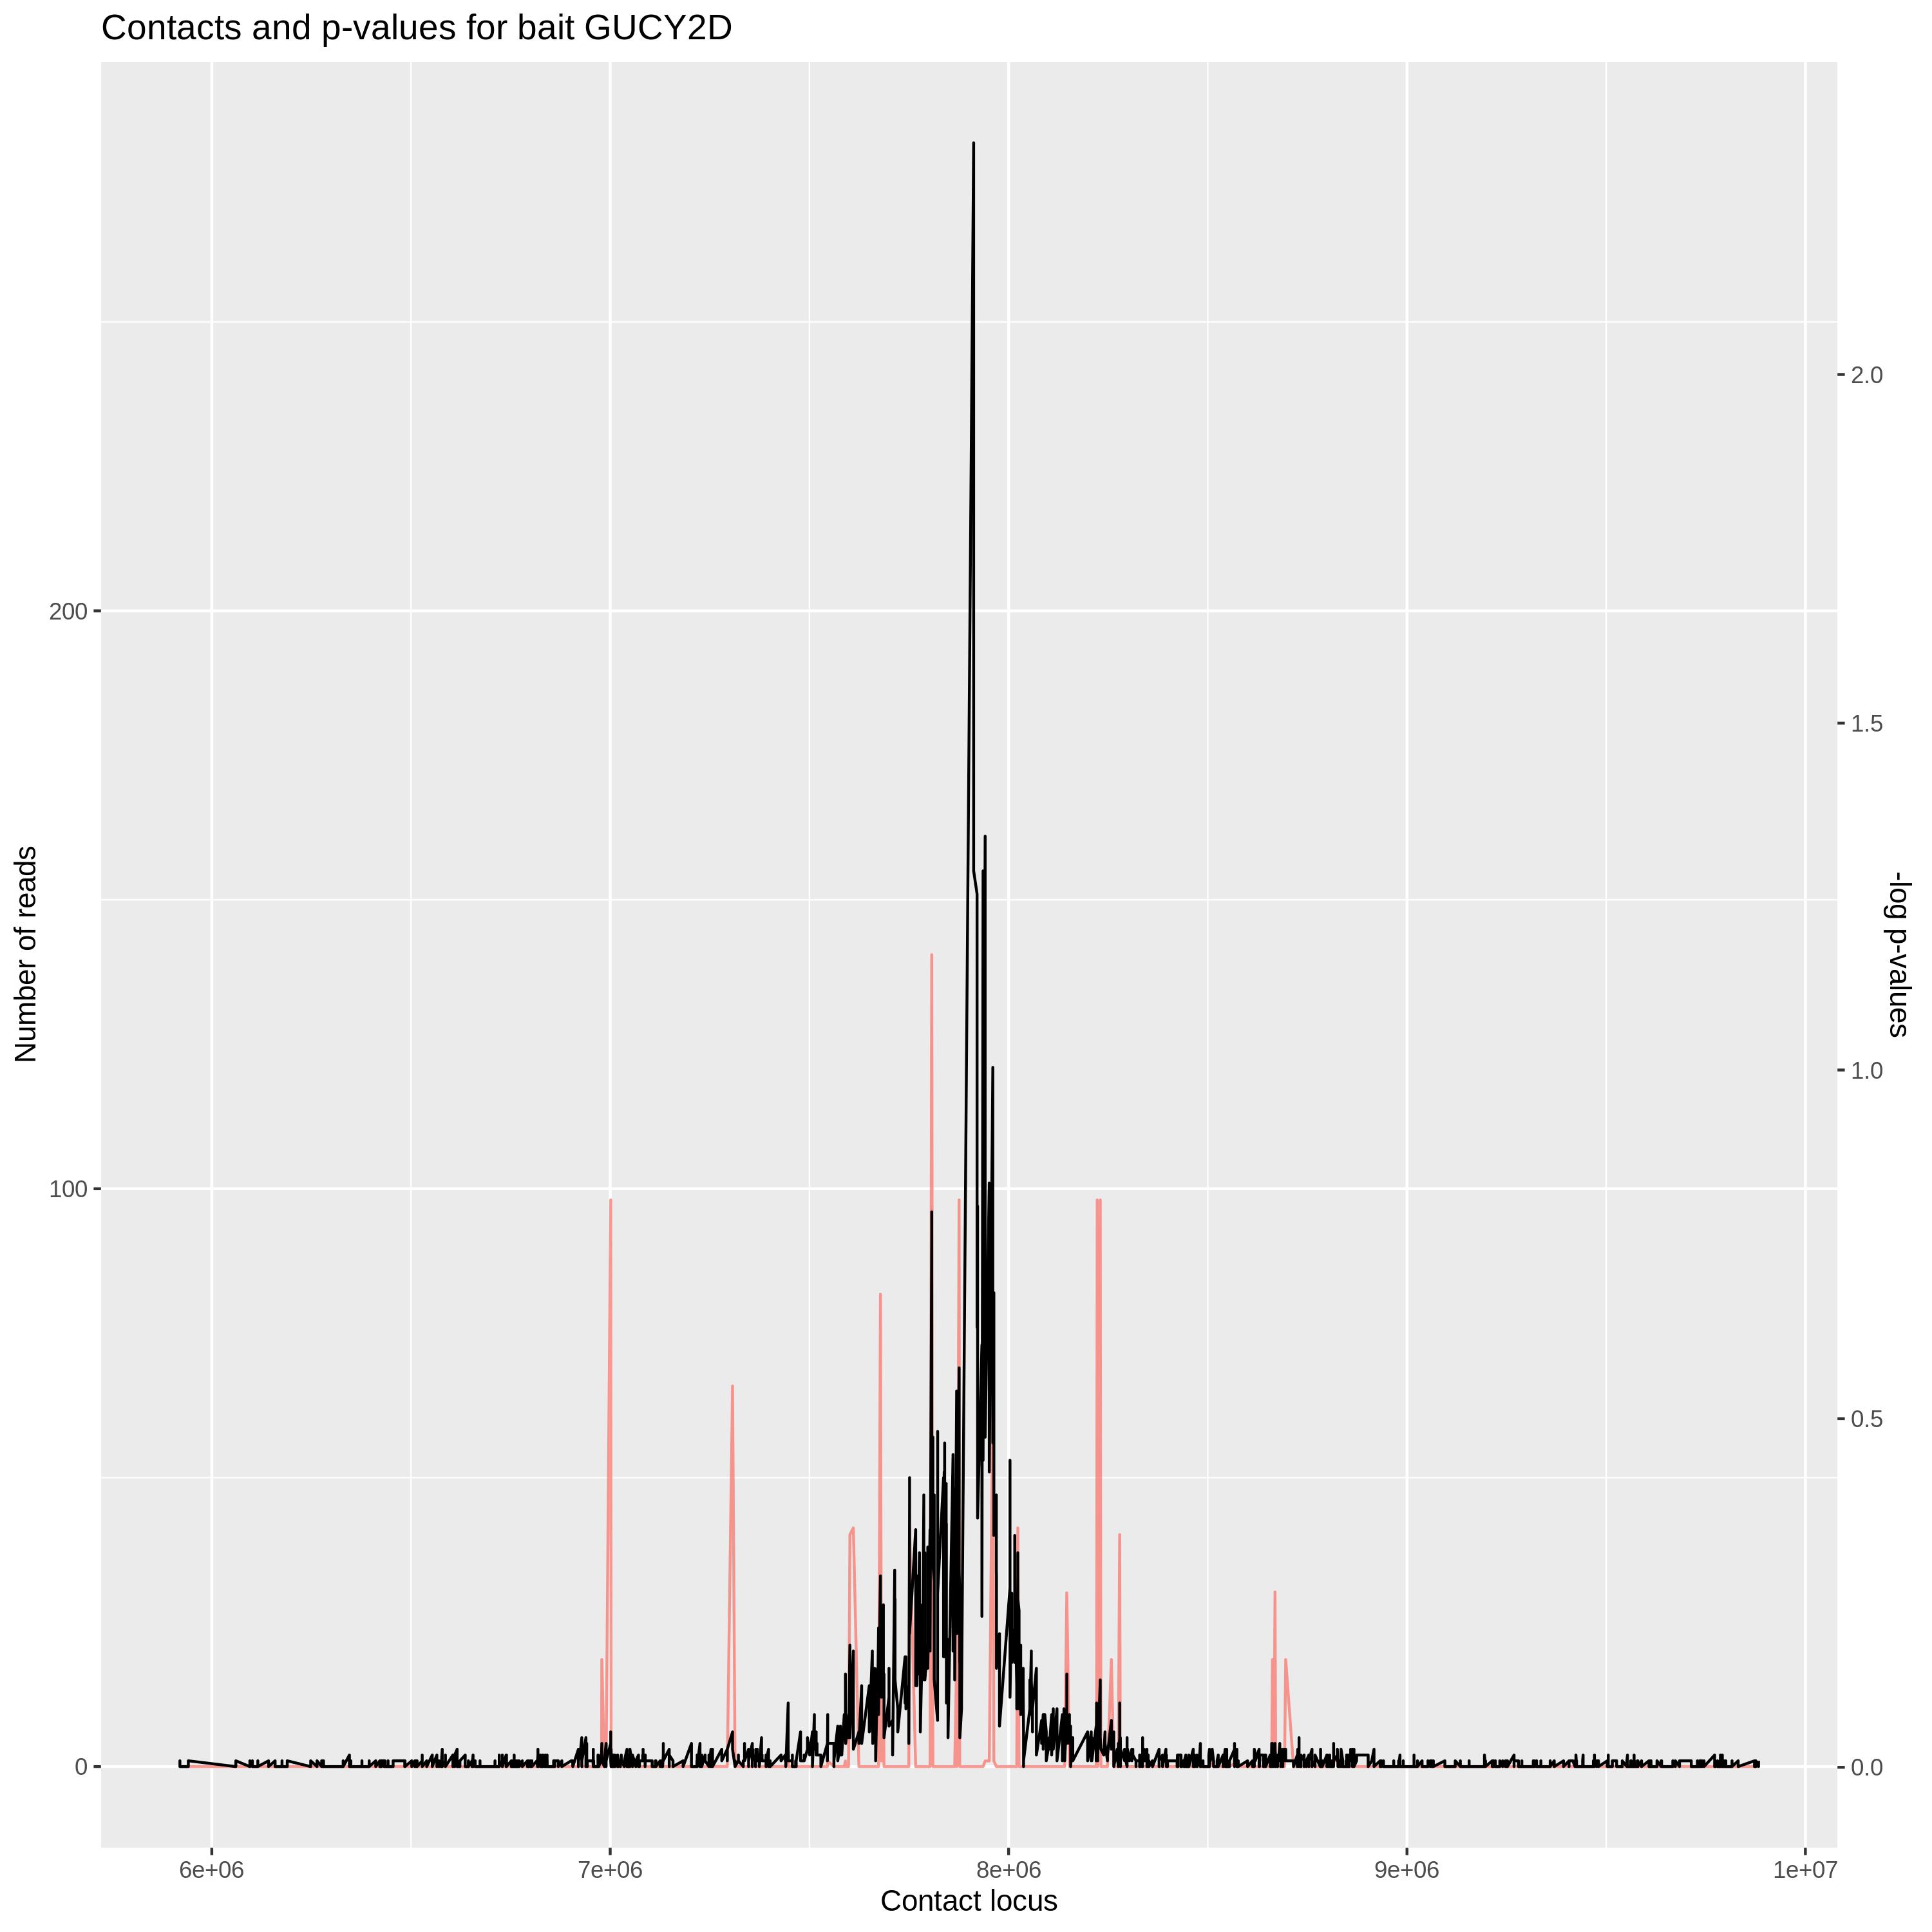 Contacts and p-values for bait GUCY2D
Number of reads
200
100
0
2.0
1.5
1.0
0.5
0.0
-log p-values
6e+06 7e+06 8e+06 9e+06 1e+07
Contact locus